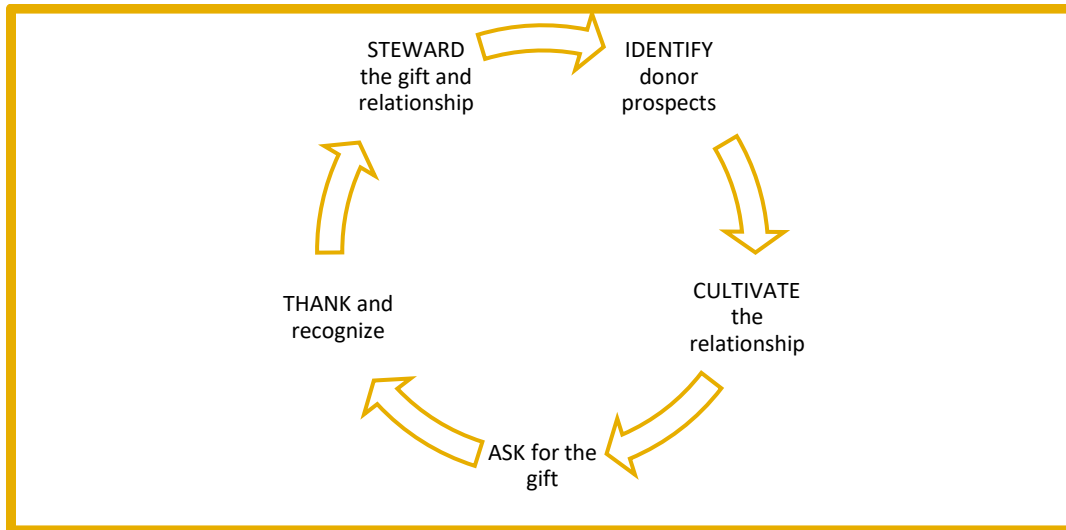 STEWARD
the gift and
relationship
IDENTIFY
donor
prospects
CULTIVATE
the
relationship
ASK for the
gift
THANK and
recognize